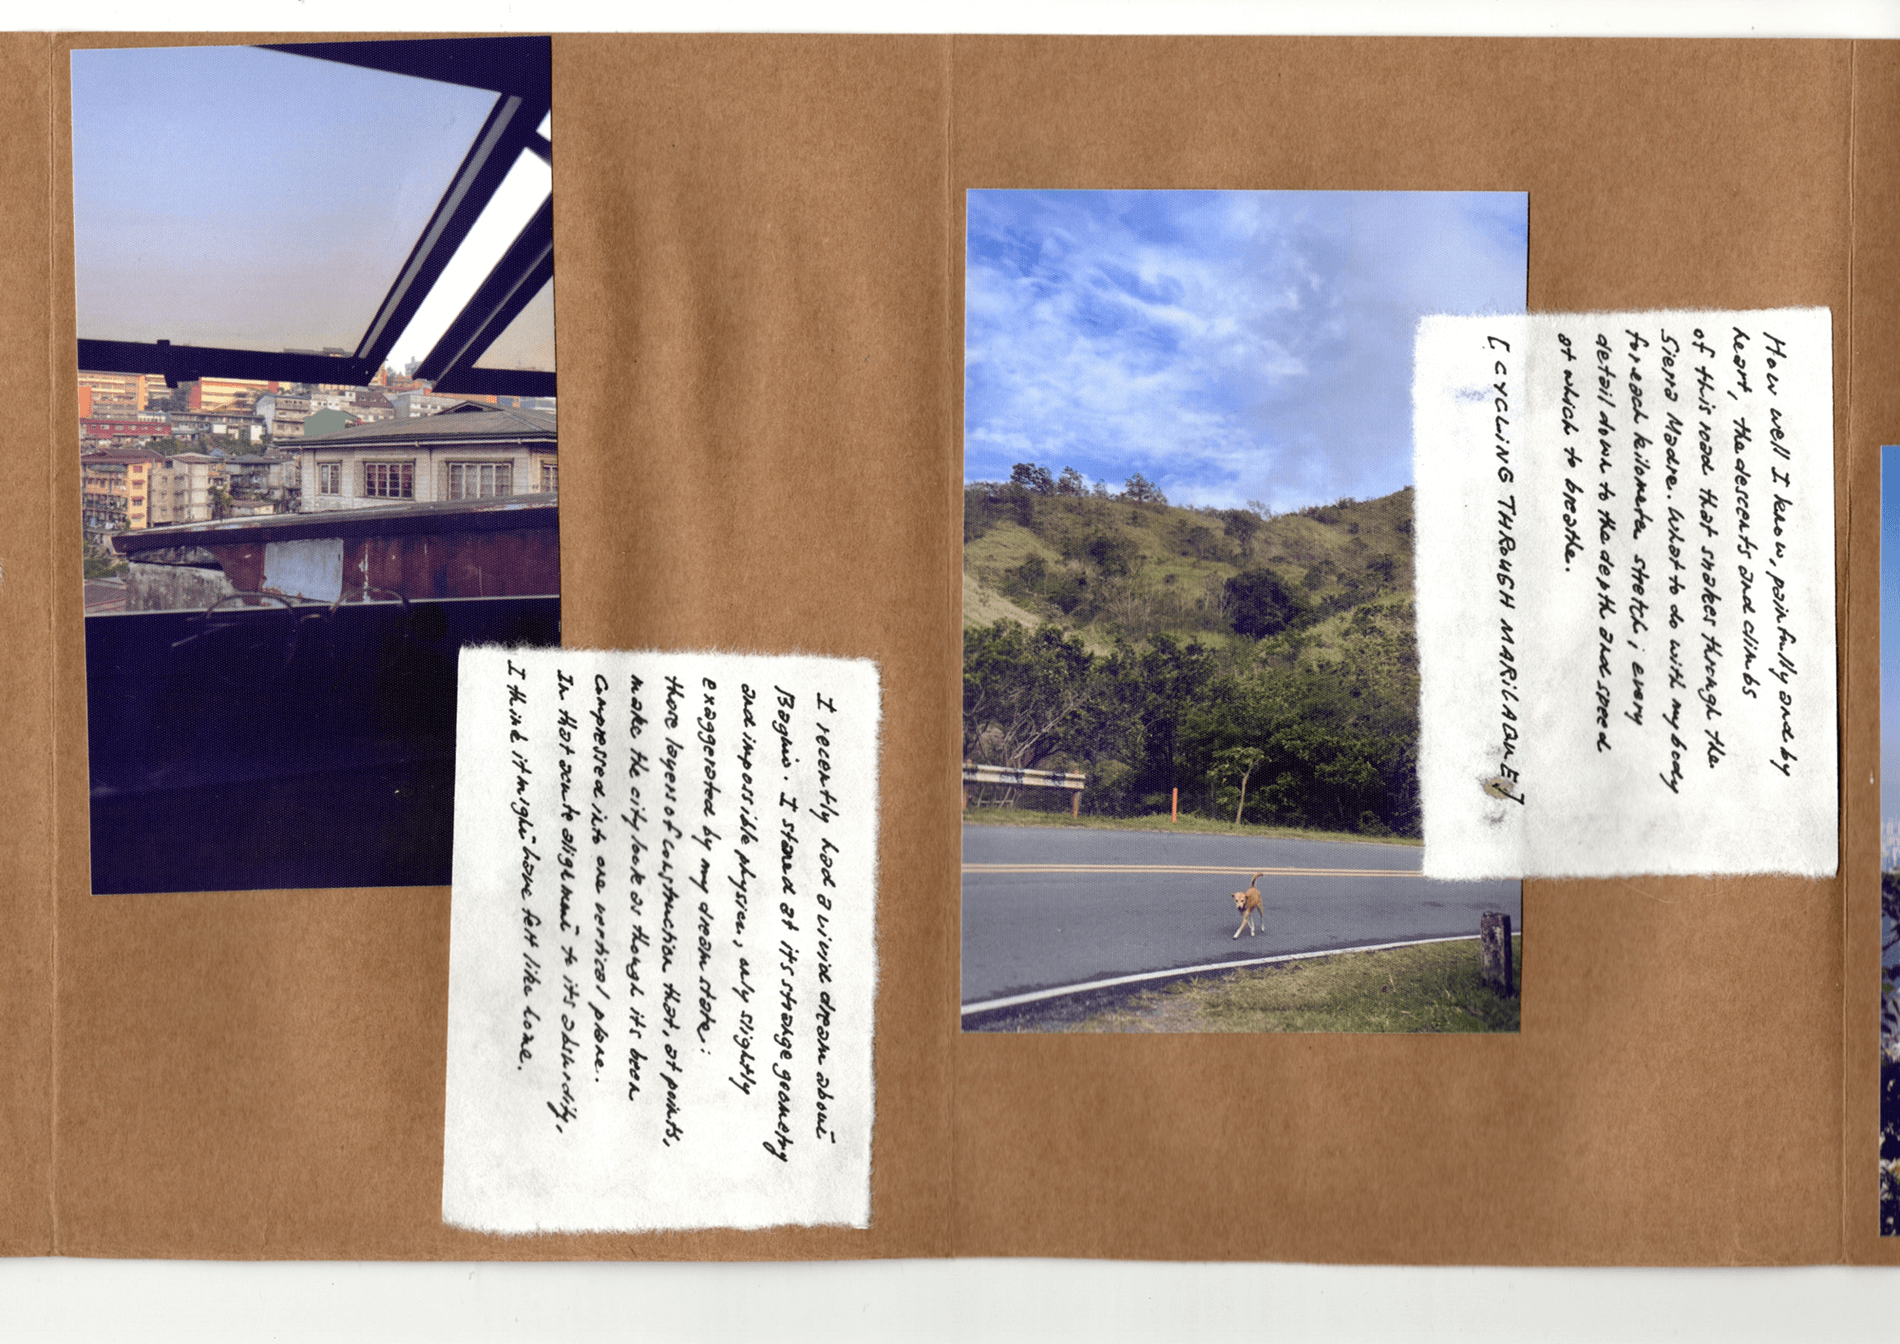 I recently had a vivid dream about
Baguio. I stared at it's strange geometry
and impossible physics, only slightly
exaggerated by my dream state:
those layers of construction that, at points,
make the city look as though it's been
compressed into one vertical plane.
In that acute alignment to it's absurdity,
I think it might have felt like home.
How well I know, painfully and by
heart, the descents and climbs
of this road that snakes through the
Sierra Madre. What to do with my body
for each kilometer stretch; every
detail down to the depth and speed
at which to breathe.
[CYCLING THROUGH MARILAQUE]